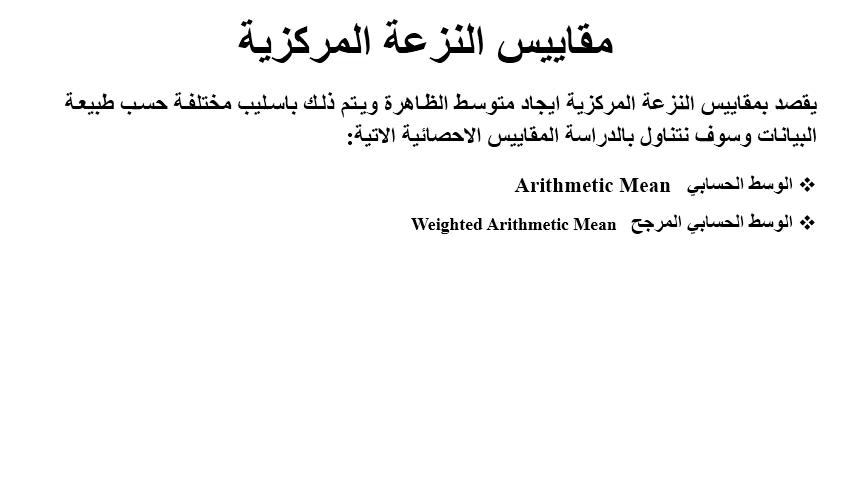 مقاييس النزعة المركزية
يقصد بمقاييس النزعة المركزية ايجاد متوسط الظاهرة ويتم ذلك باسليب مختلفة حسب طبيعة
البيانات وسوف نتناول بالدراسة المقاييس الاحصائية الاتية:
❖ الوسط الحسابي Arithmetic Mean
❖ الوسط الحسابي المرجح Weighted Arithmetic Mean